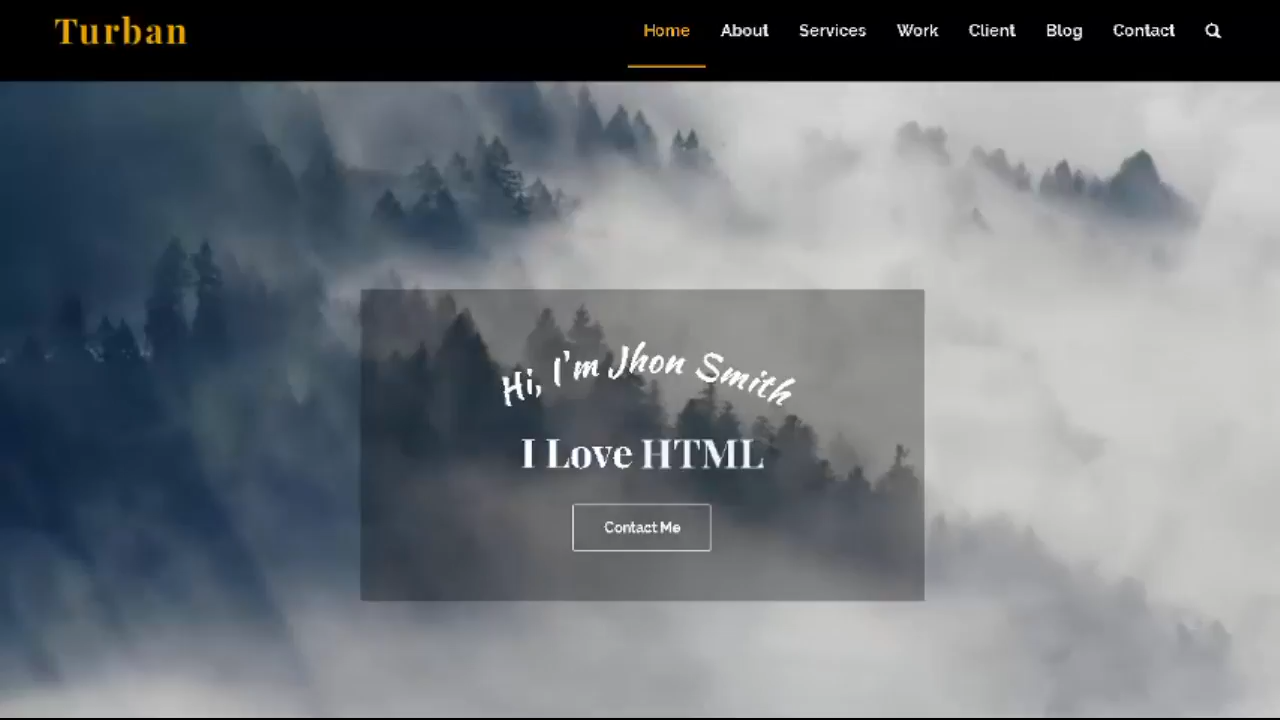 Turban
Home About Services Work Client Blog Contact
Hi, I'm Jhon Smith
I Love HTML
Contact Me